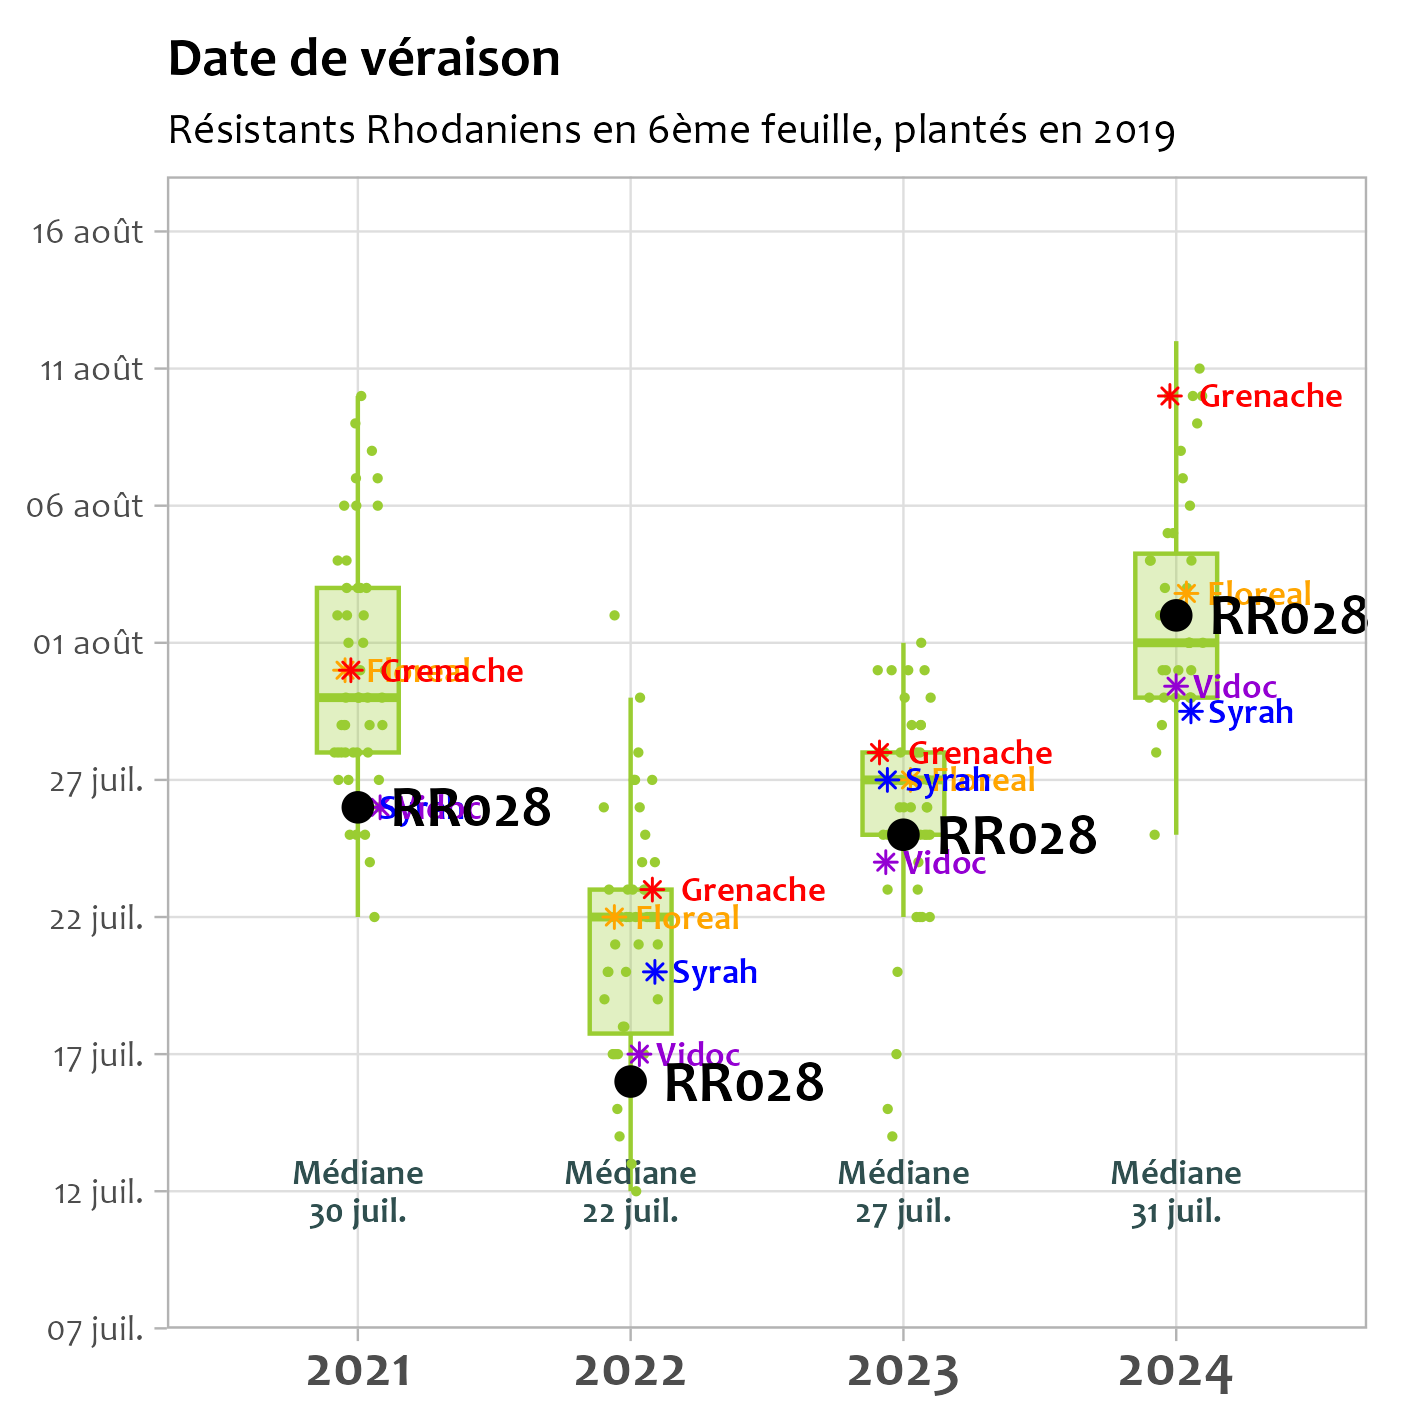 Date de véraison
Résistants Rhodaniens en 6ème feuille, plantés en 2019
16 août
11 août
06 août
01 août
27 juil.
22 juil.
17 juil.
12 juil.
07 juil.
Floreal
Grenache
Syrah
Vidoc
RR028
Médiane
30 juil.
Grenache
Floreal
Syrah
Vidoc
RR028
Médiane
22 juil.
Grenache
Floreal
Syrah
RR028
Vidoc
Médiane
27 juil.
Grenache
Floreal
RR028
Vidoc
Syrah
Médiane
31 juil.
2021
2022
2023
2024